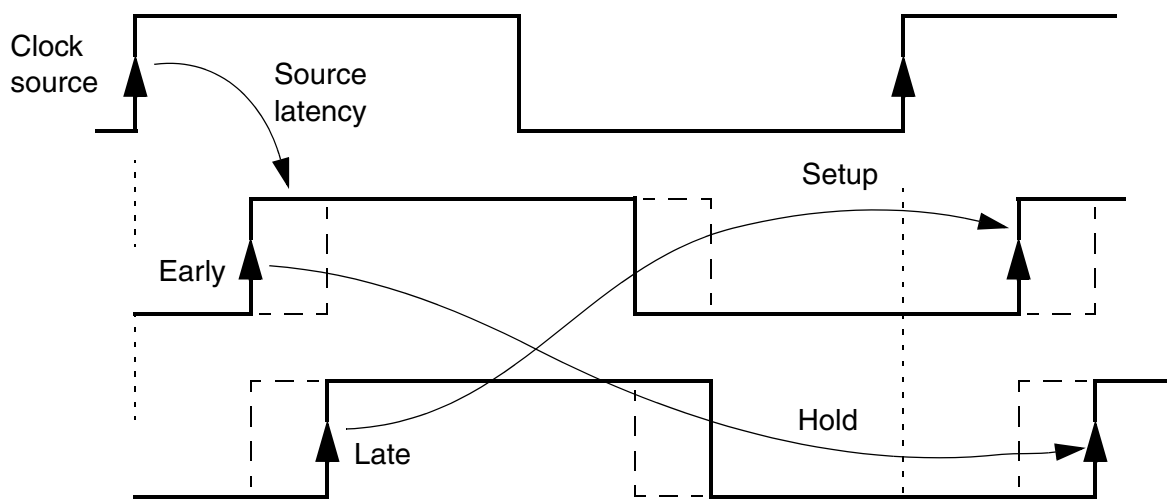 Clock
source
Source
latency
Setup
Early
Hold
Late